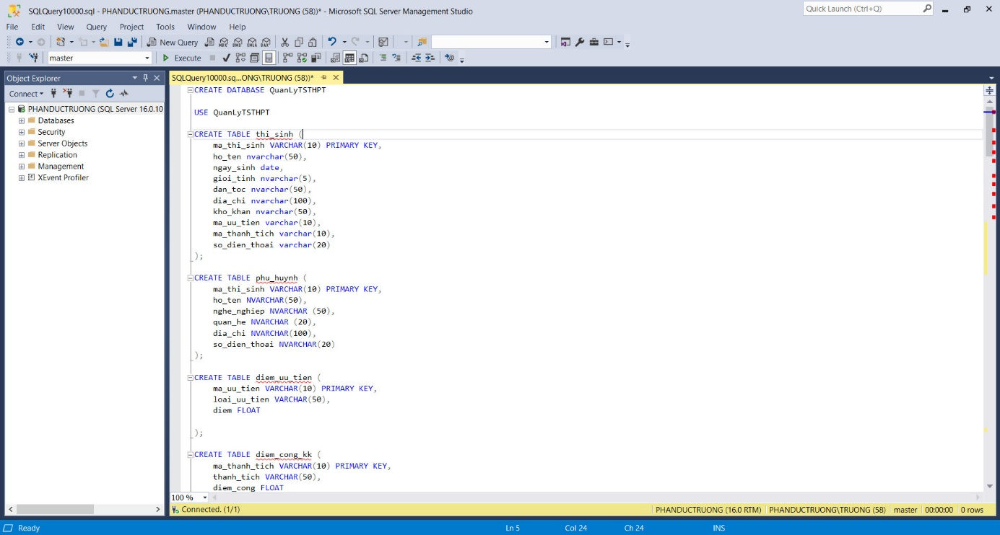 SQLQuery10000.sql - PHANDUCTRUONG.master (PHANDUCTRUONG\TRUONG (58))* - Microsoft SQL Server Management Studio
Quick Launch (Ctrl+Q)
File Edit View Query Project Tools Window Help
New Query
master Execute
Object Explorer
SQLQuery10000.sq...ONG\TRUONG (58))*
Connect
PHANDUCTRUONG (SQL Server 16.0.10
Databases
Security
Server Objects
Replication
Management
XEvent Profiler
CREATE DATABASE QuanLyTSTHPT
USE QuanLyTSTHPT
CREATE TABLE thi_sinh (
ma_thi_sinh VARCHAR(10) PRIMARY KEY,
ho_ten nvarchar(50),
ngay_sinh date,
gioi_tinh nvarchar(5),
dan_toc nvarchar(50),
dia_chi nvarchar(100),
kho_khan nvarchar(50),
ma_uu_tien varchar(10),
ma_thanh_tich varchar(10),
so_dien_thoai varchar(20)
);
CREATE TABLE phu_huynh (
ma_thi_sinh VARCHAR(10) PRIMARY KEY,
ho_ten NVARCHAR(50),
nghe_nghiep NVARCHAR (50),
quan_he NVARCHAR (20),
dia_chi NVARCHAR(100),
so_dien_thoai NVARCHAR(20)
);
CREATE TABLE diem_uu_tien (
ma_uu_tien VARCHAR(10) PRIMARY KEY,
loai_uu_tien VARCHAR(50),
diem FLOAT
);
CREATE TABLE diem_cong_kk (
ma_thanh_tich VARCHAR(10) PRIMARY KEY,
thanh_tich VARCHAR(50),
diem_cong FLOAT
100 %
Connected. (1/1)
PHANDUCTRUONG (16.0 RTM) PHANDUCTRUONG\TRUONG (58) master 00:00:00 0 rows
Ready Ln 5 Col 24 Ch 24 INS